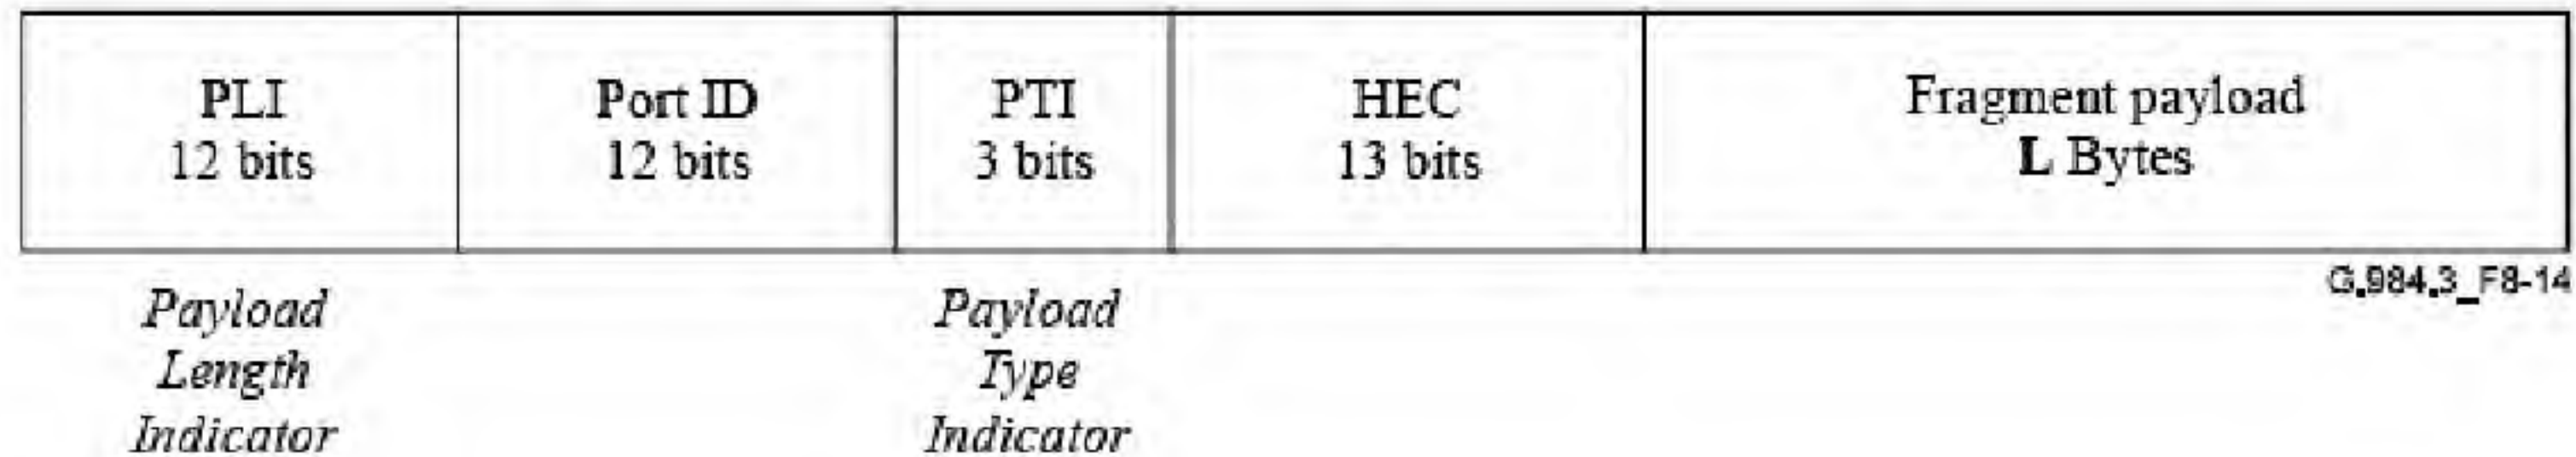 PLI
12 bits
Port ID
12 bits
PTI
3 bits
HEC
13 bits
Fragment payload
L Bytes
G.984.3_F8-14
Payload
Length
Indicator
Payload
Type
Indicator